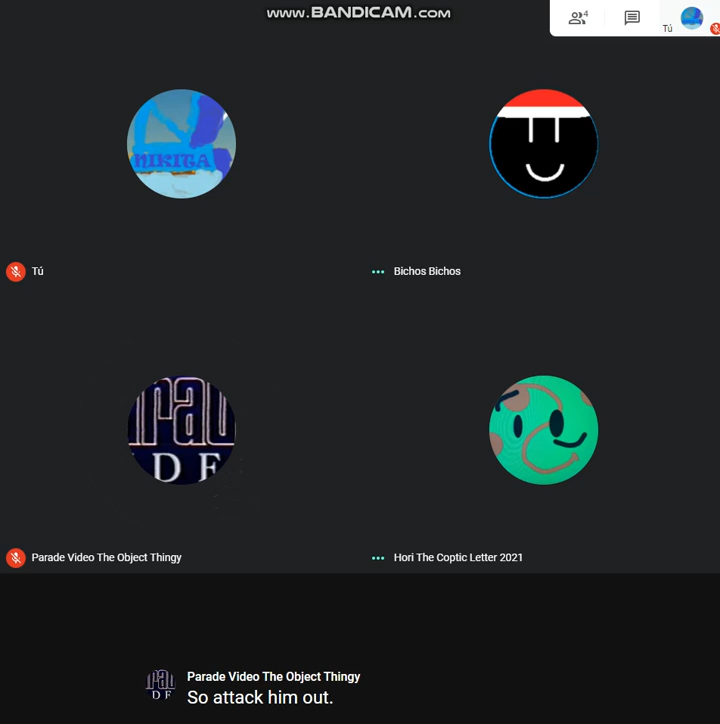 www.BANDICAM.com
4
Tú
NIKITA
Tú
Bichos Bichos
DF
Parade Video The Object Thingy
Hori The Coptic Letter 2021
Parade Video The Object Thingy
DF
So attack him out.